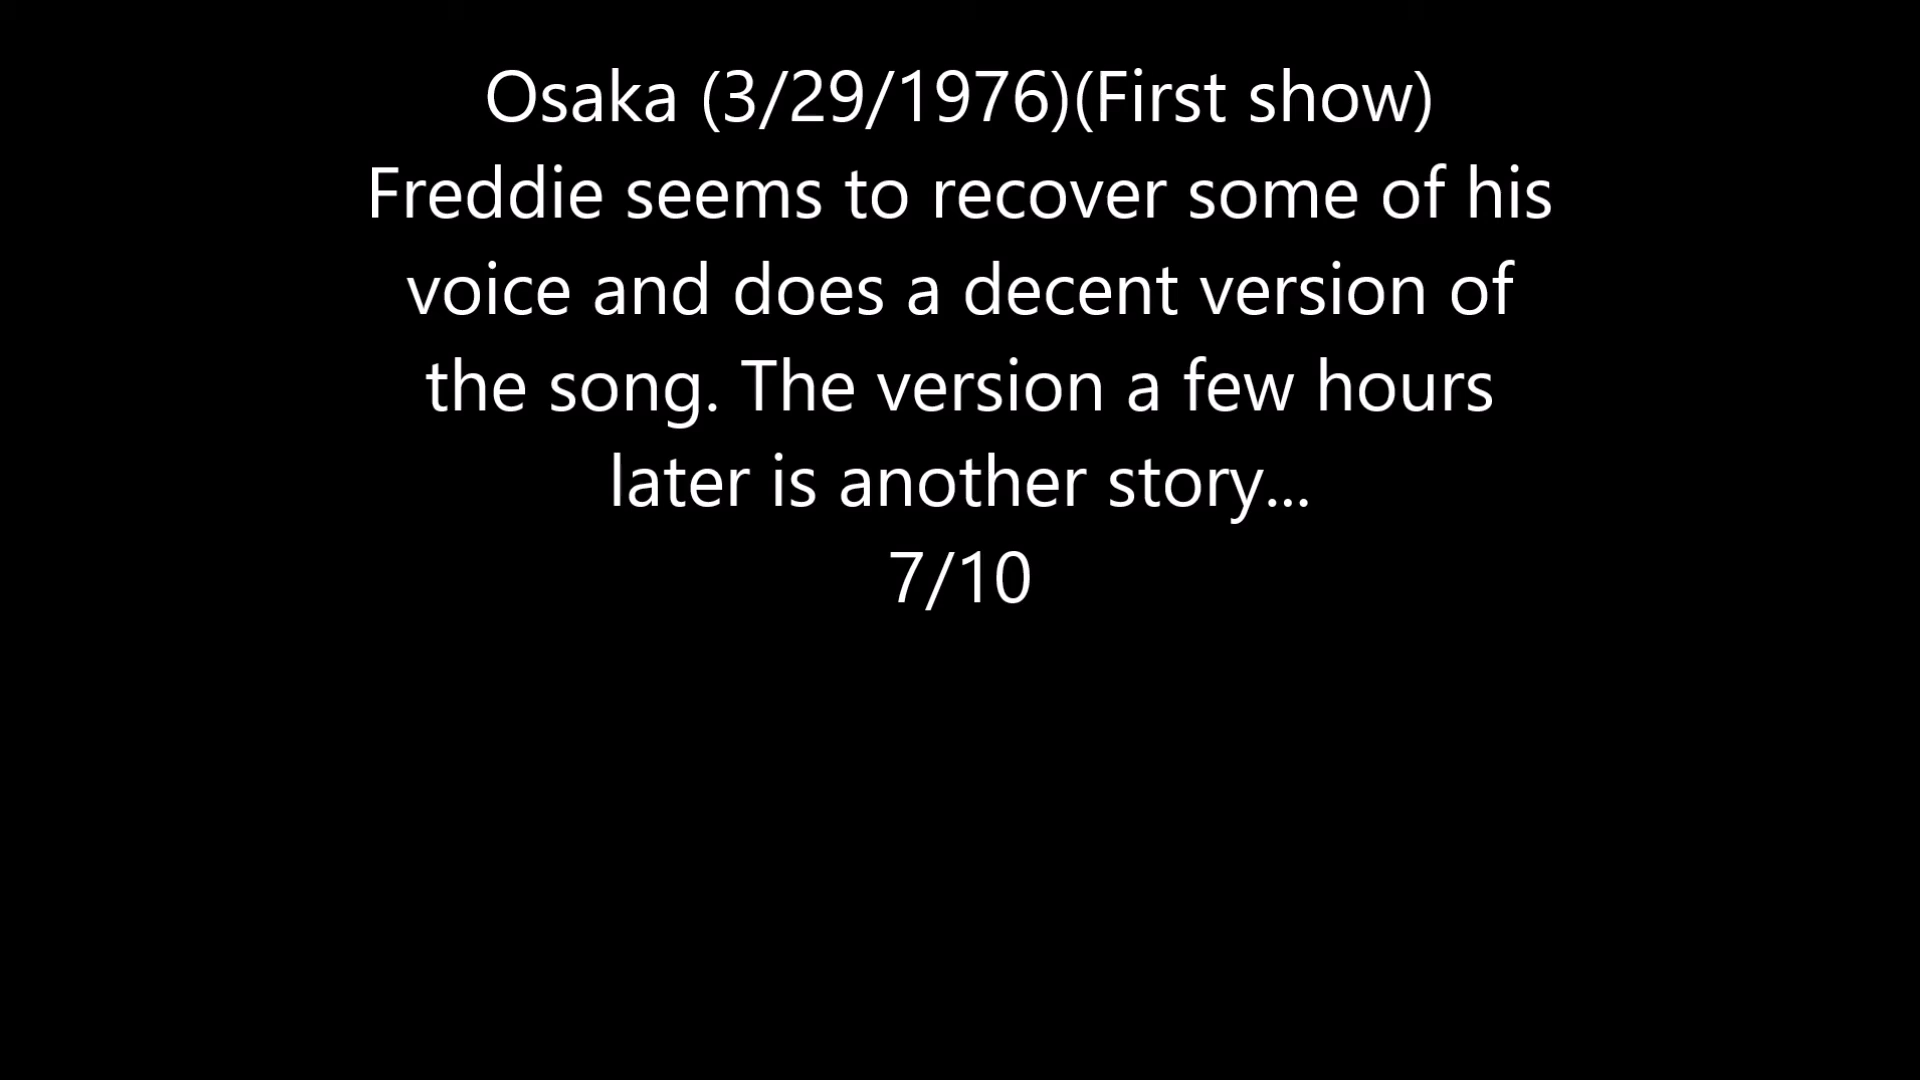 Osaka (3/29/1976)(First show)
Freddie seems to recover some of his
voice and does a decent version of
the song. The version a few hours
later is another story...
7/10